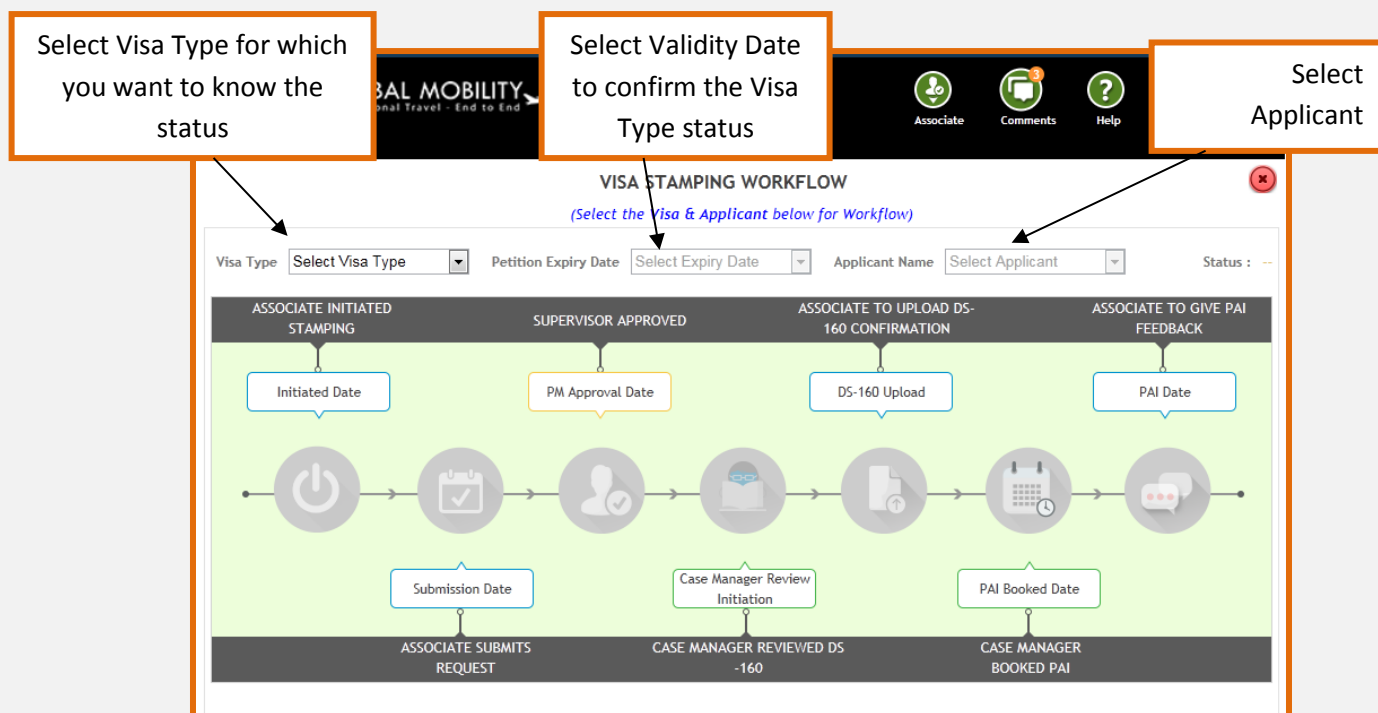 Select Visa Type for which
you want to know the
status
Select Validity Date
to confirm the Visa
Type status
Select
Applicant
BAL MOBILITY
onal Travel - End to End
3
Associate
Comments
?
Help
VISA STAMPING WORKFLOW
(Select the Visa & Applicant below for Workflow)
Visa Type Select Visa Type Petition Expiry Date Select Expiry Date Applicant Name Select Applicant Status : --
ASSOCIATE INITIATED
STAMPING
SUPERVISOR APPROVED
ASSOCIATE TO UPLOAD DS-
160 CONFIRMATION
ASSOCIATE TO GIVE PAI
FEEDBACK
Initiated Date
PM Approval Date
DS-160 Upload
PAI Date
Submission Date
Case Manager Review
Initiation
PAI Booked Date
ASSOCIATE SUBMITS
REQUEST
CASE MANAGER REVIEWED DS
-160
CASE MANAGER
BOOKED PAI